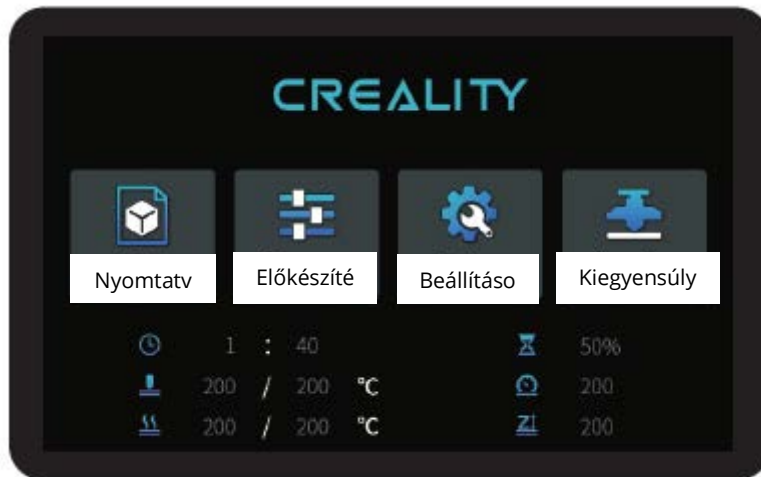 CREALITY
Nyomtatv Előkészíté Beállításo Kiegyensúly
1 : 40 50%
200 / 200 °C 200
200 / 200 °C Z 200